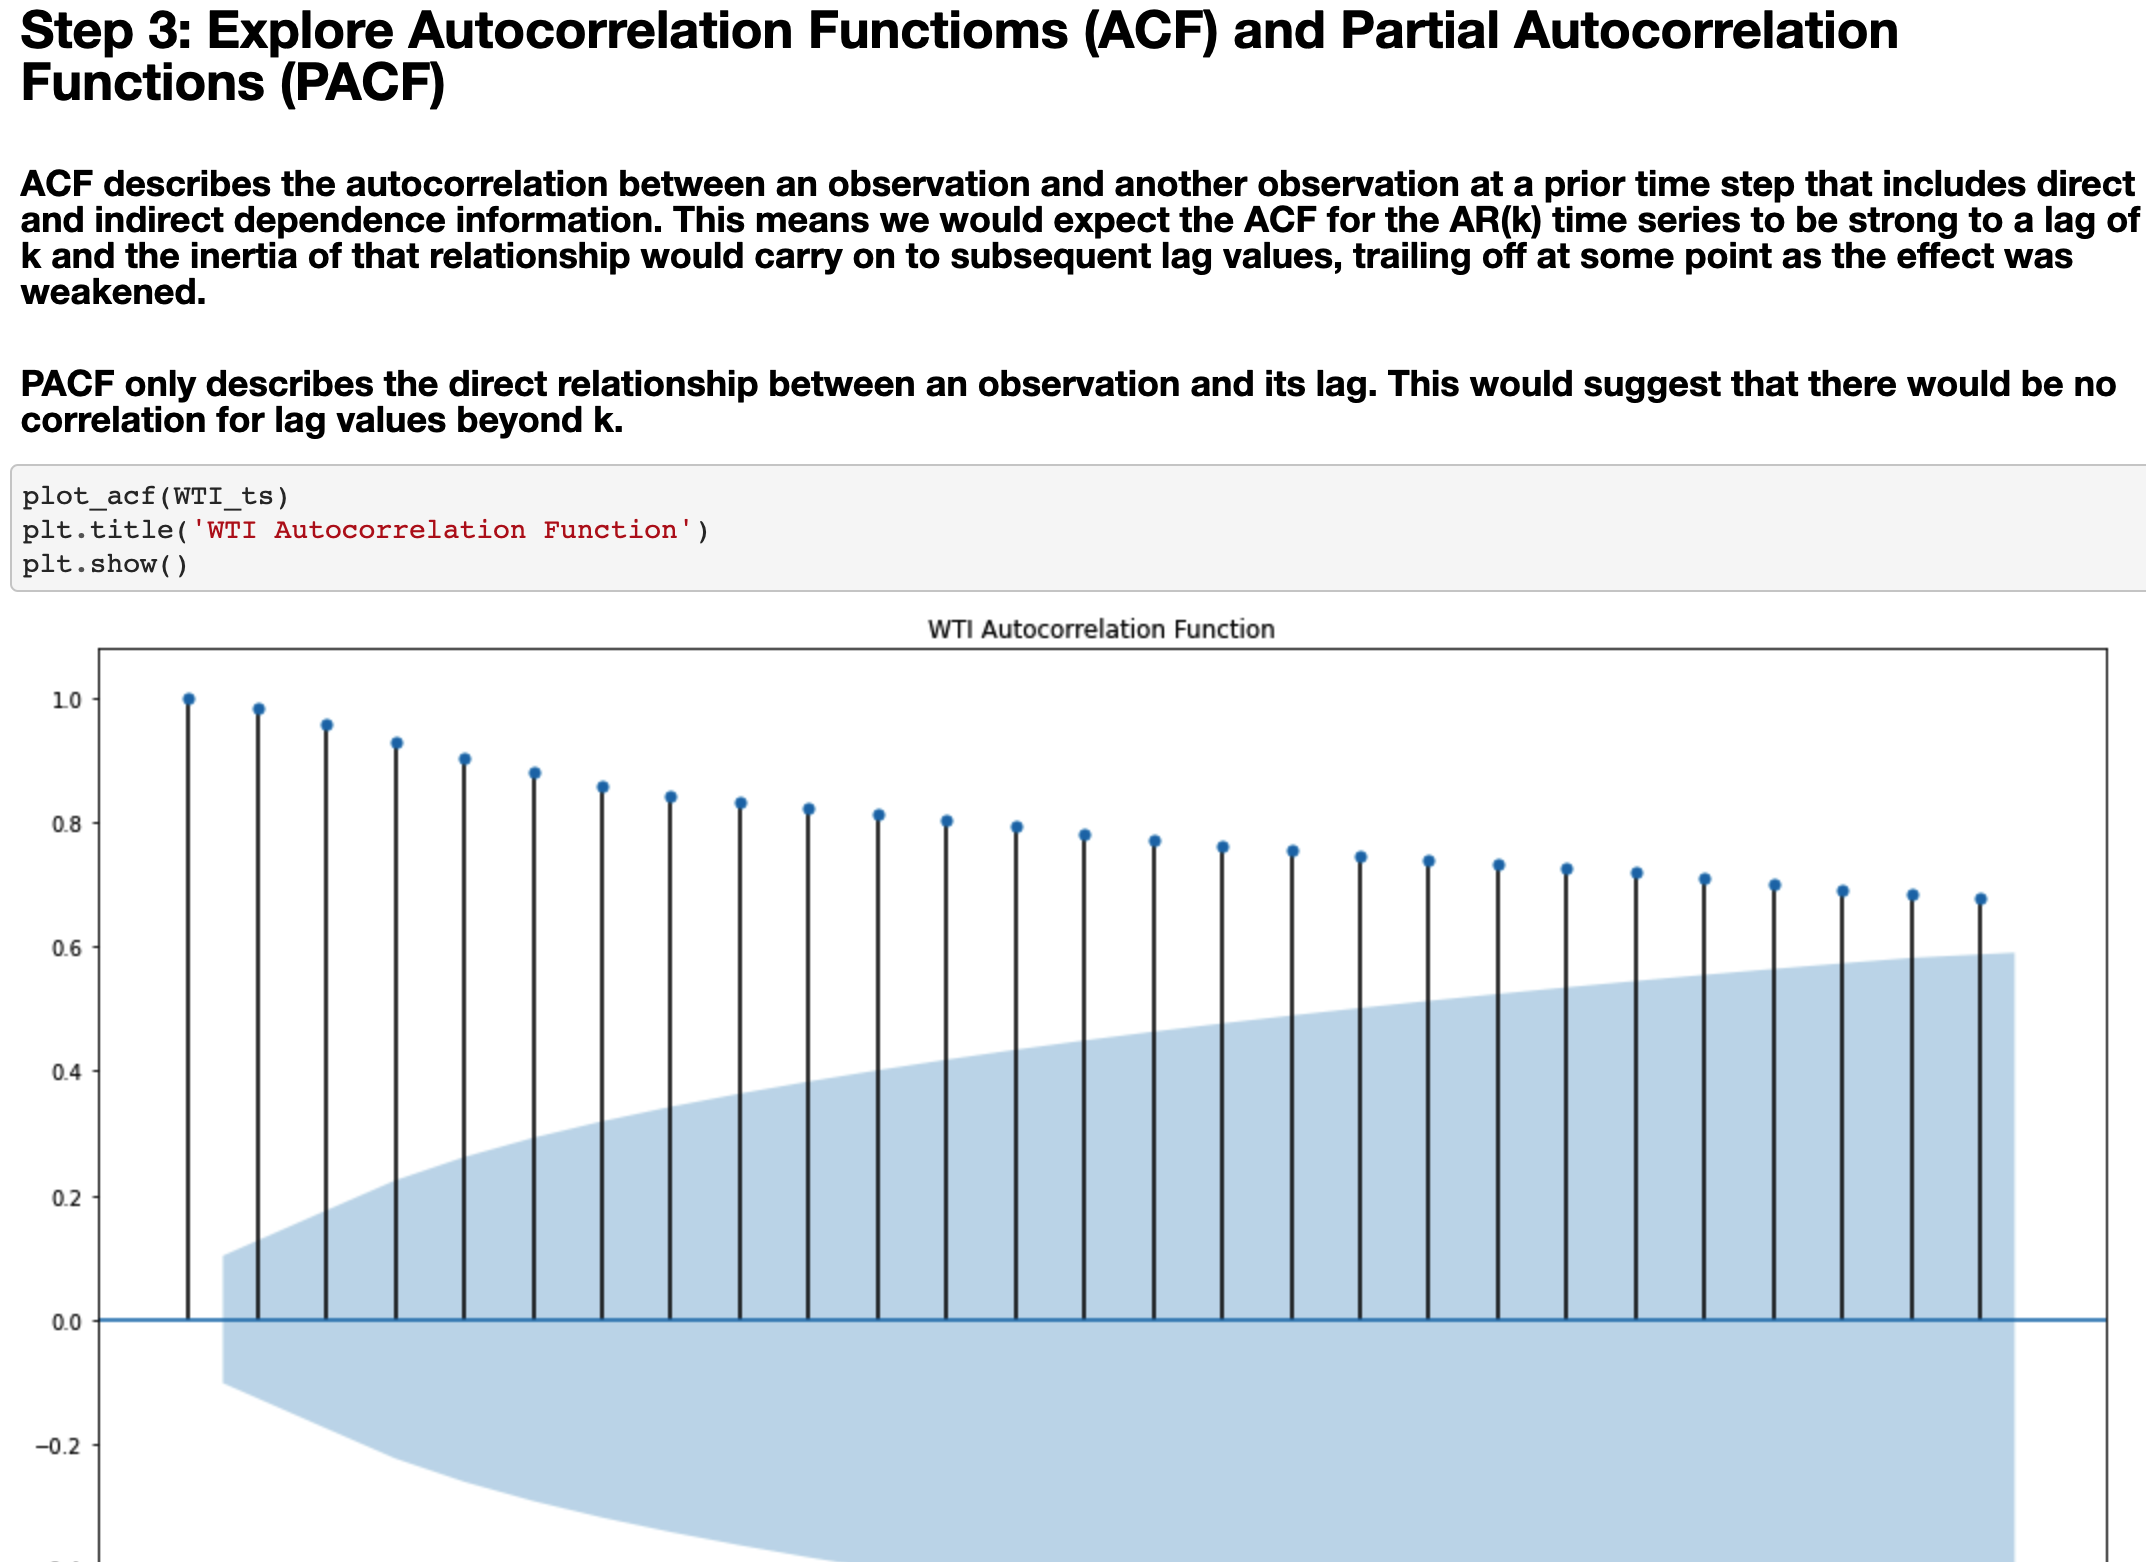 Step 3: Explore Autocorrelation Functioms (ACF) and Partial Autocorrelation
Functions (PACF)
ACF describes the autocorrelation between an observation and another observation at a prior time step that includes direct
and indirect dependence information. This means we would expect the ACF for the AR(k) time series to be strong to a lag of
k and the inertia of that relationship would carry on to subsequent lag values, trailing off at some point as the effect was
weakened.
PACF only describes the direct relationship between an observation and its lag. This would suggest that there would be no
correlation for lag values beyond k.
plot_acf(WTI_ts)
plt.title('WTI Autocorrelation Function')
plt.show()
WTI Autocorrelation Function
1.0
0.8
0.6
0.4
0.2
0.0
−0.2